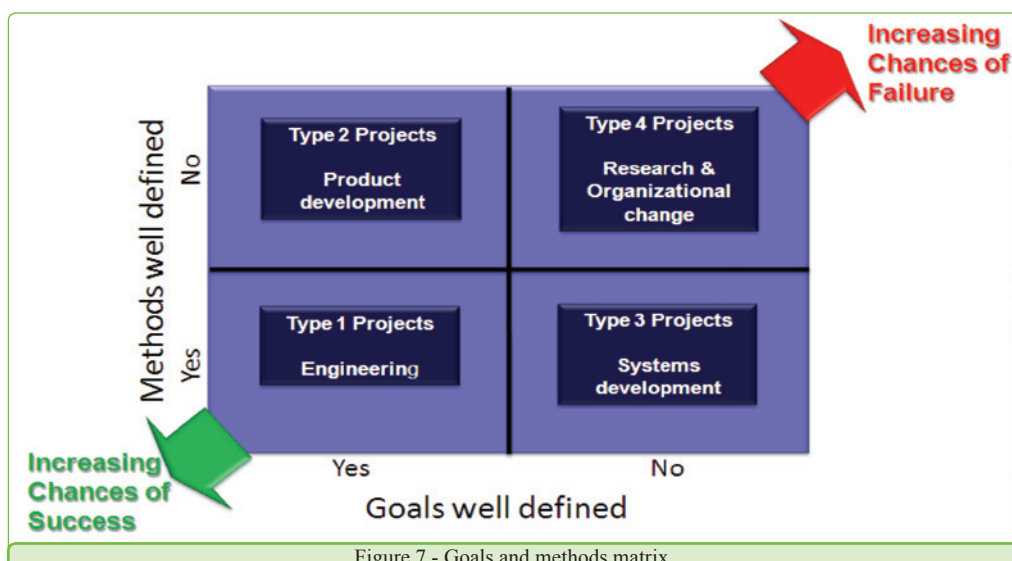 Increasing
Chances of
Failure
Methods well defined
No
Yes
Type 2 Projects
Product
development
Type 4 Projects
Research &
Organizational
change
Type 1 Projects
Engineering
Type 3 Projects
Systems
development
Increasing
Chances of
Success
Yes
No
Goals well defined
Figure 7 - Goals and methods matrix